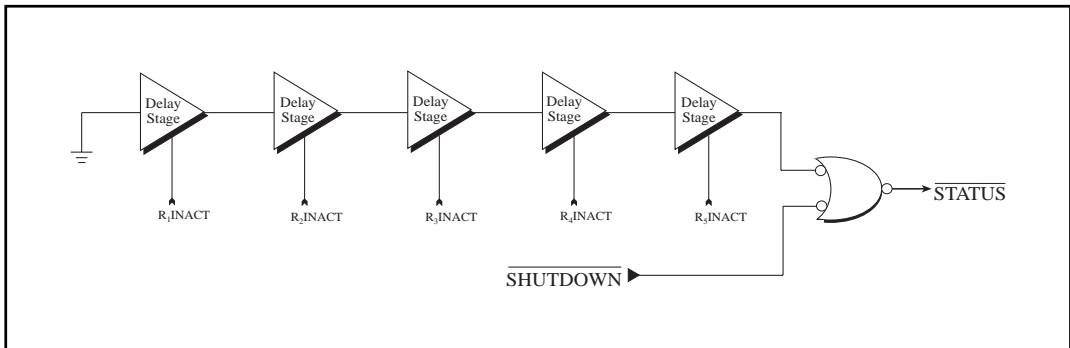 Delay
Stage
Delay
Stage
Delay
Stage
Delay
Stage
Delay
Stage
R₁INACT
R₂INACT
R₃INACT
R₄INACT
R₅INACT
STATUS
SHUTDOWN